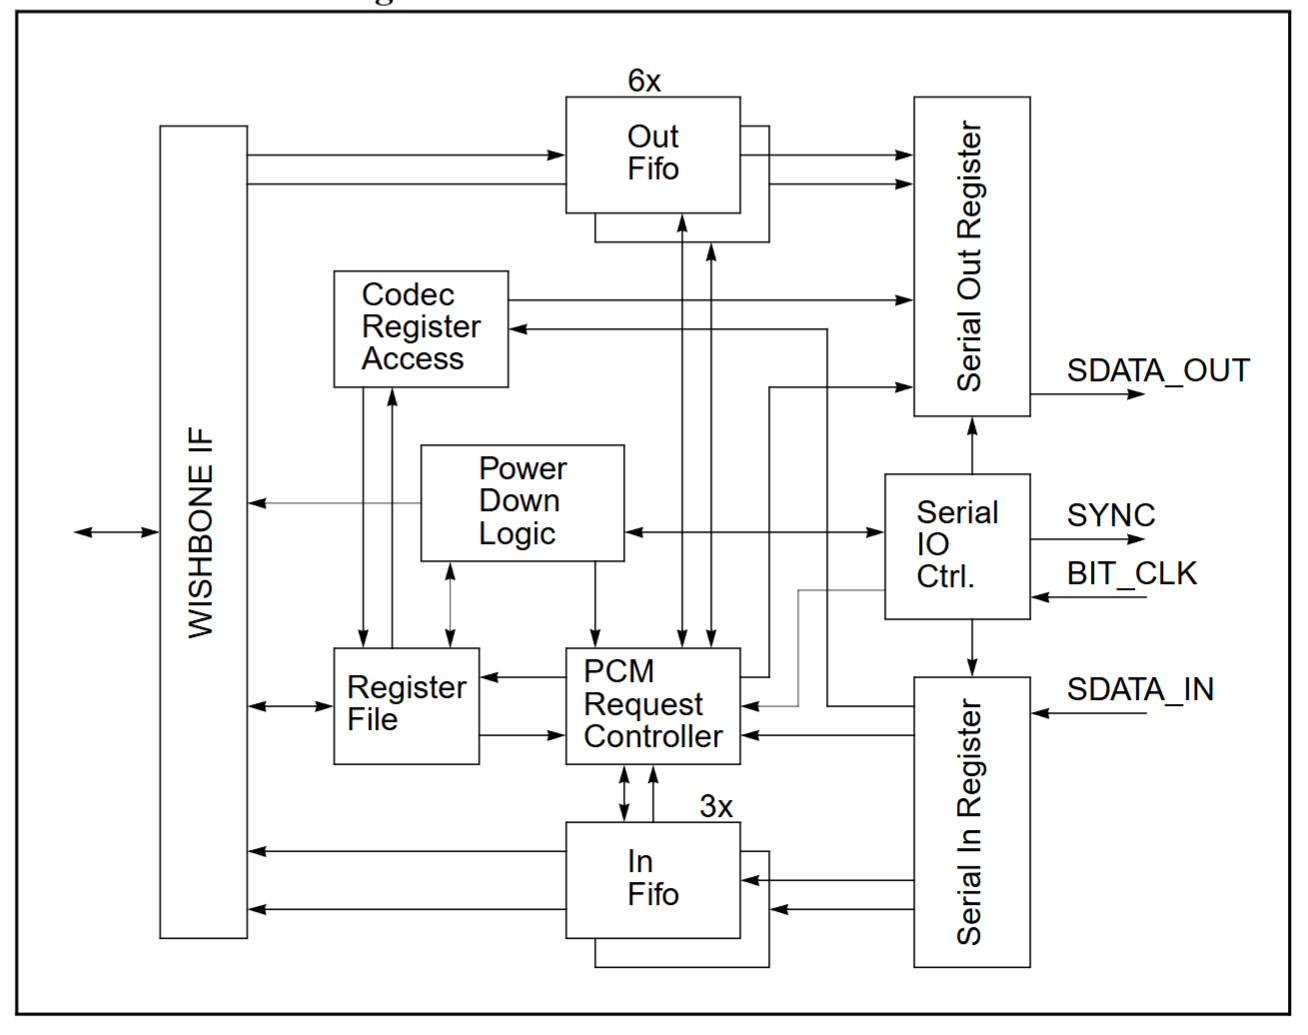 6x
Out
Fifo
Serial Out Register
Codec
Register
Access
SDATA_OUT
WISHBONE IF
Power
Down
Logic
Serial
IO
Ctrl.
SYNC
BIT_CLK
Register
File
PCM
Request
Controller
SDATA_IN
Serial In Register
3x
In
Fifo